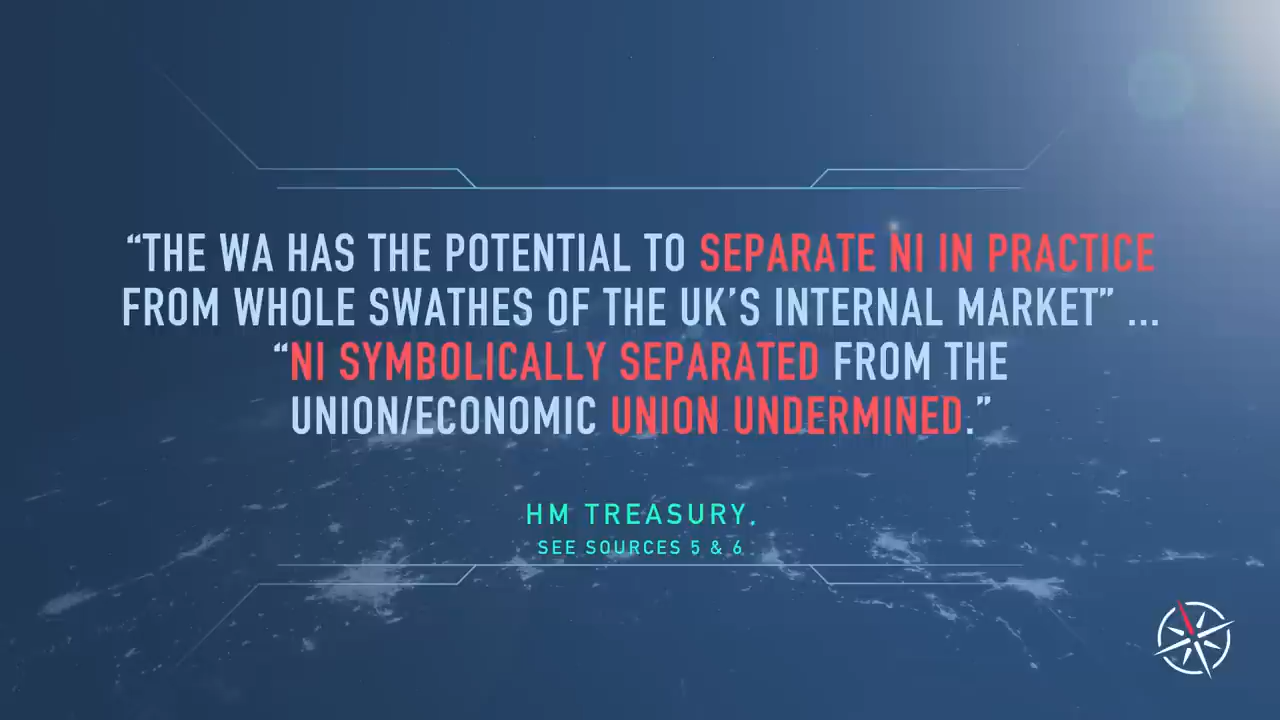 “THE WA HAS THE POTENTIAL TO SEPARATE NI IN PRACTICE
FROM WHOLE SWATHES OF THE UK’S INTERNAL MARKET” ...
“NI SYMBOLICALLY SEPARATED FROM THE
UNION/ECONOMIC UNION UNDERMINED.”
HM TREASURY,
SEE SOURCES 5 & 6